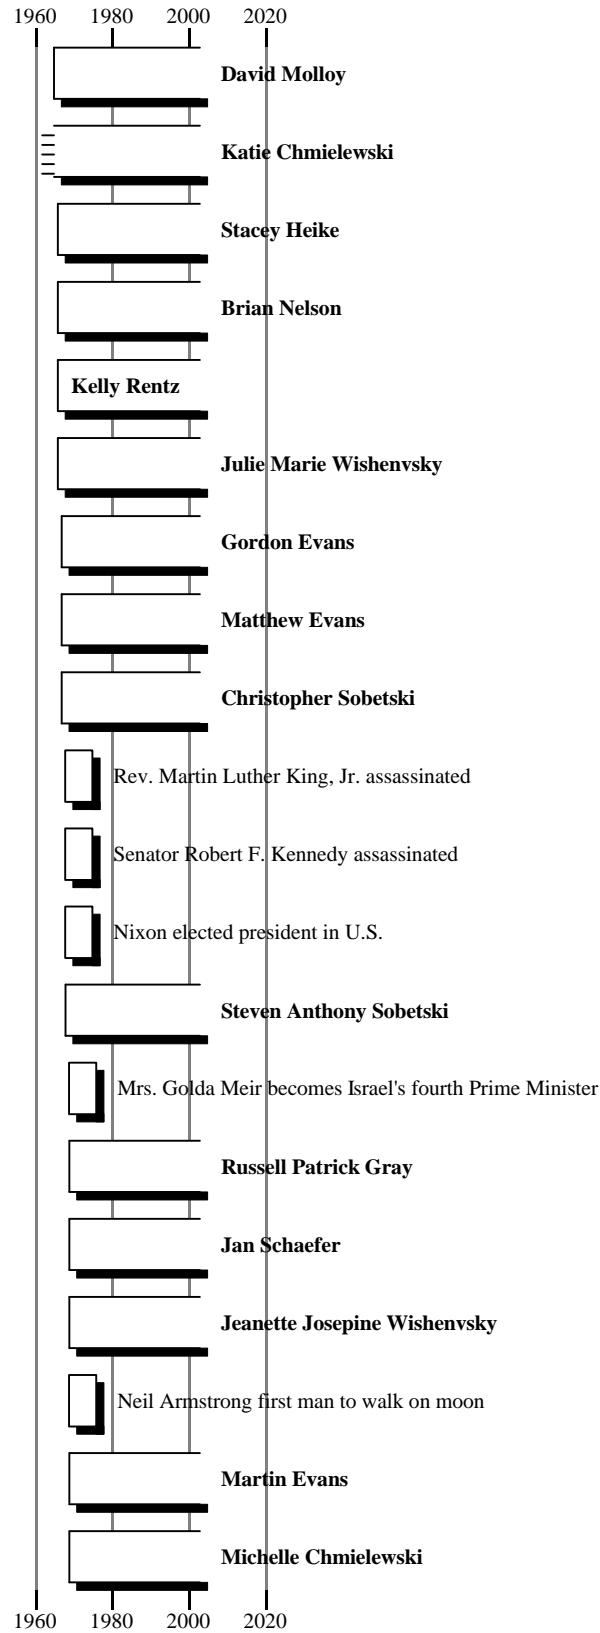 1960 1980 2000 2020
David Molloy
Katie Chmielewski
Stacey Heike
Brian Nelson
Kelly Rentz
Julie Marie Wishenvsky
Gordon Evans
Matthew Evans
Christopher Sobetski
Rev. Martin Luther King, Jr. assassinated
Senator Robert F. Kennedy assassinated
Nixon elected president in U.S.
Steven Anthony Sobetski
Mrs. Golda Meir becomes Israel's fourth Prime Minister
Russell Patrick Gray
Jan Schaefer
Jeanette Josepine Wishenvsky
Neil Armstrong first man to walk on moon
Martin Evans
Michelle Chmielewski
1960 1980 2000 2020